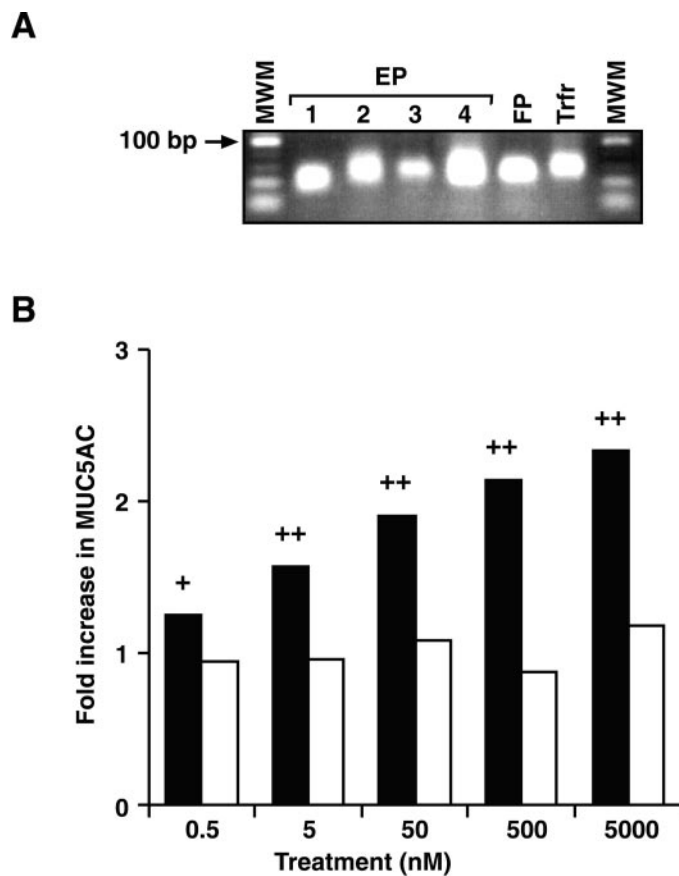 A
MWM
EP
1 2 3 4
FP
Trfr
MWM
100 bp
B
Fold increase in MUC5AC
3
2
1
0
+
++
++
++
++
0.5 5 50 500 5000
Treatment (nM)